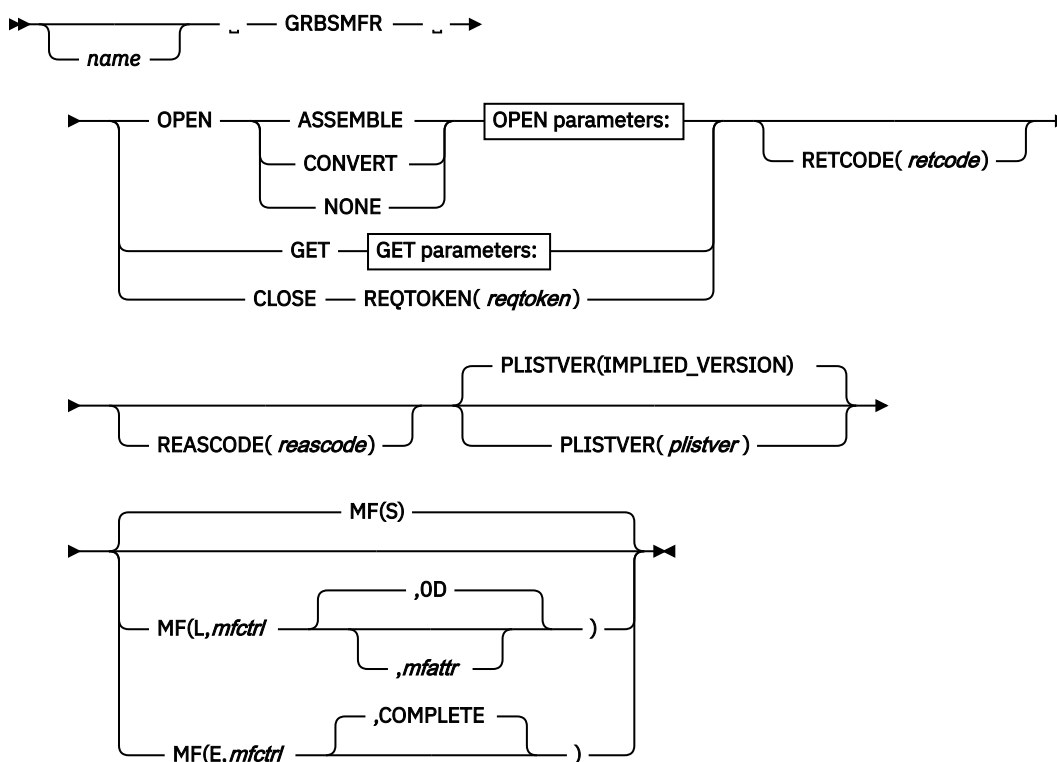 ␣ GRBSMFR ␣
name
OPEN ASSEMBLE OPEN parameters:
CONVERT RETCODE( retcode)
NONE
GET GET parameters:
CLOSE REQTOKEN( reqtoken)
PLISTVER(IMPLIED_VERSION)
REASCODE( reascode) PLISTVER( plistver)
MF(S)
,0D
MF(L,mfctrl )
,mfattr
,COMPLETE
MF(E,mfctrl )